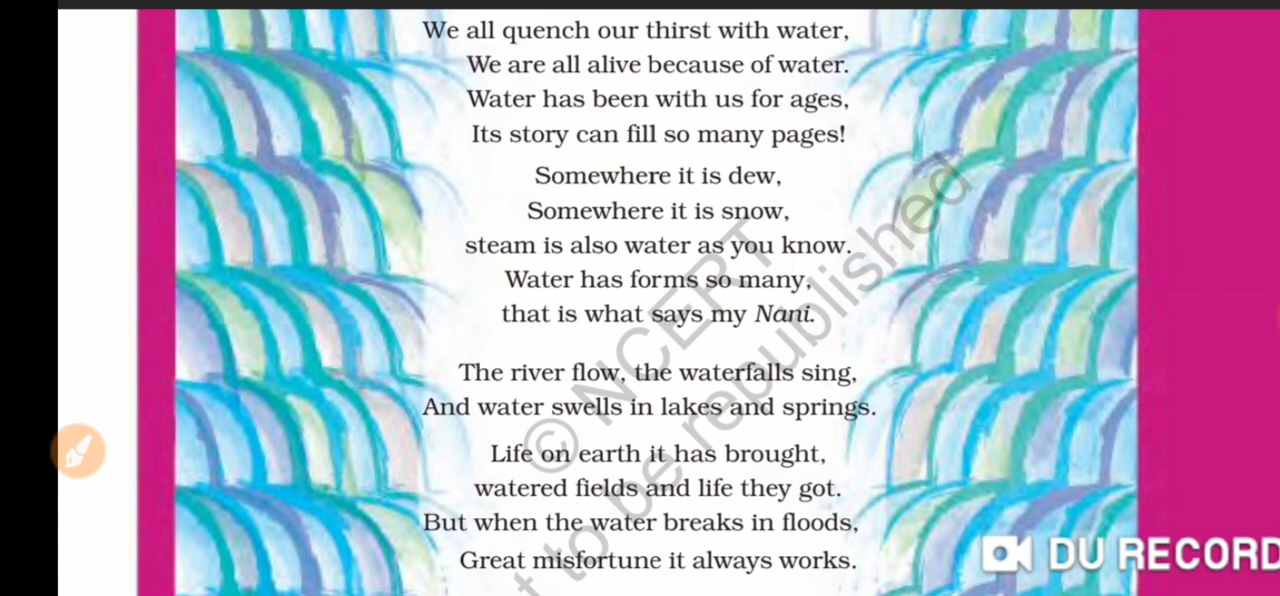 We all quench our thirst with water,
We are all alive because of water.
Water has been with us for ages,
Its story can fill so many pages!
Somewhere it is dew,
Somewhere it is snow,
steam is also water as you know.
Water has forms so many,
that is what says my Nani.
The river flow, the waterfalls sing,
And water swells in lakes and springs.
Life on earth it has brought,
watered fields and life they got.
But when the water breaks in floods,
Great misfortune it always works.
© NCERT
t to be republished
DU RECORD